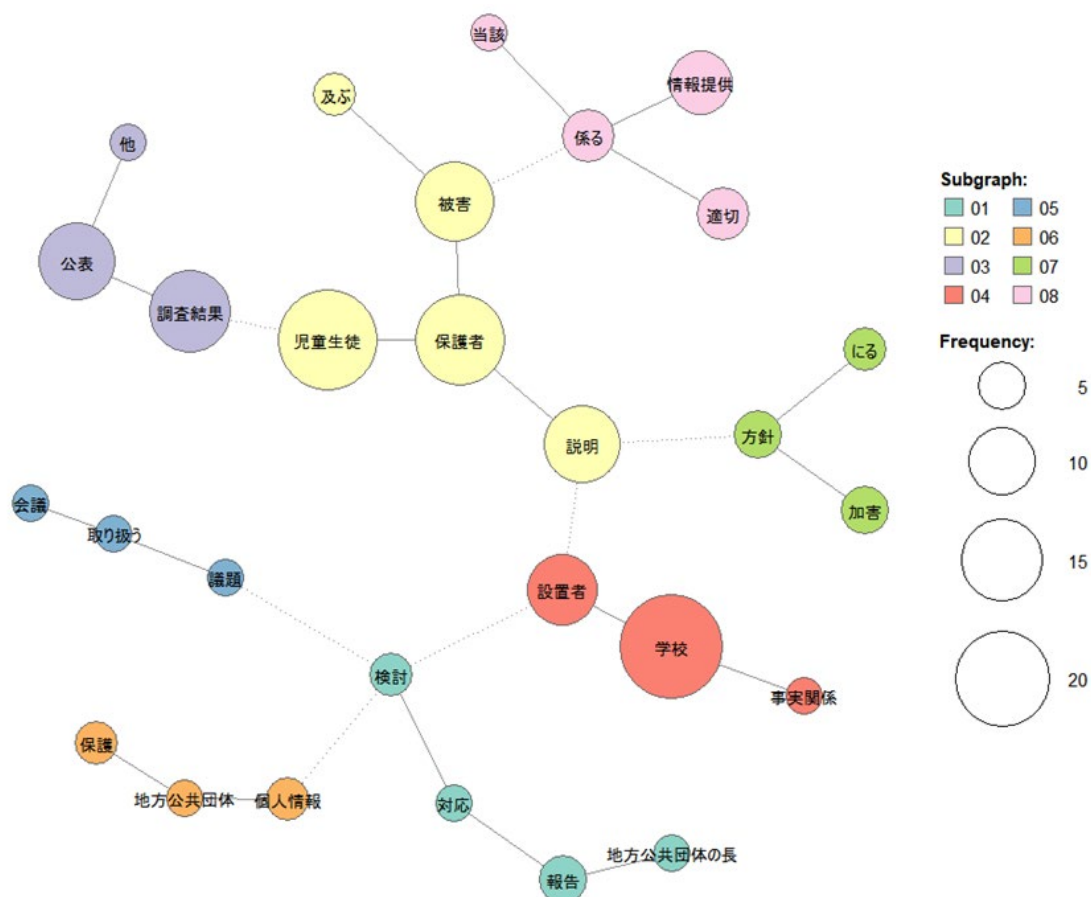 当該
情報提供
及ぶ
係る
他
被害
適切
公表
調査結果
児童生徒
保護者
にる
説明
方針
会議
取り扱う
加害
議題
設置者
学校
検討
事実関係
保護
地方公共団体
個人情報
対応
地方公共団体の長
報告
Subgraph:
01 05
02 06
03 07
04 08
Frequency:
5
10
15
20